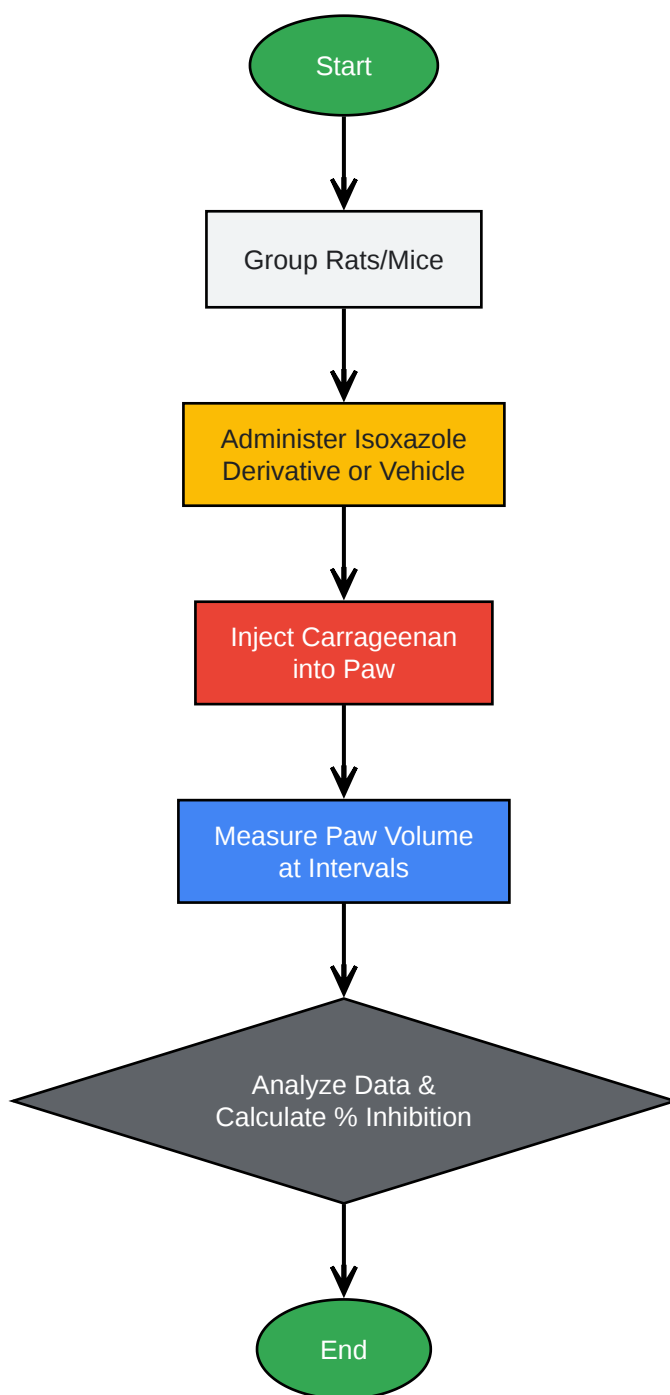 Start
Group Rats/Mice
Administer Isoxazole
Derivative or Vehicle
Inject Carrageenan
into Paw
Measure Paw Volume
at Intervals
Analyze Data &
Calculate % Inhibition
End